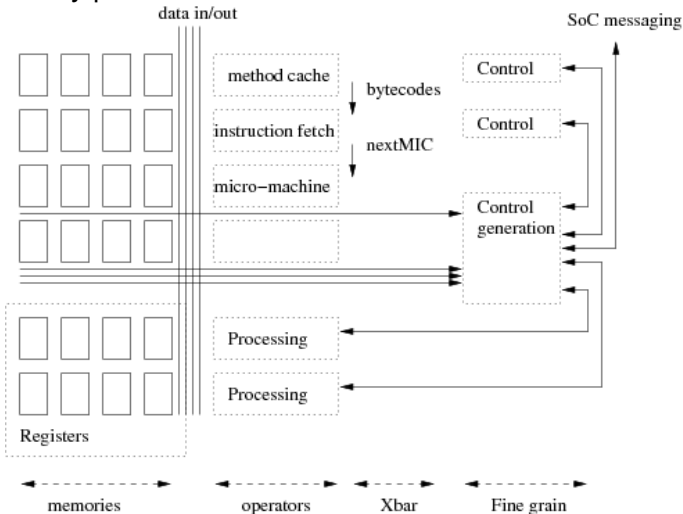 data in/out
SoC messaging
method cache
bytecodes
Control
instruction fetch
nextMIC
Control
micro-machine
Control
generation
Processing
Processing
Registers
memories
operators
Xbar
Fine grain